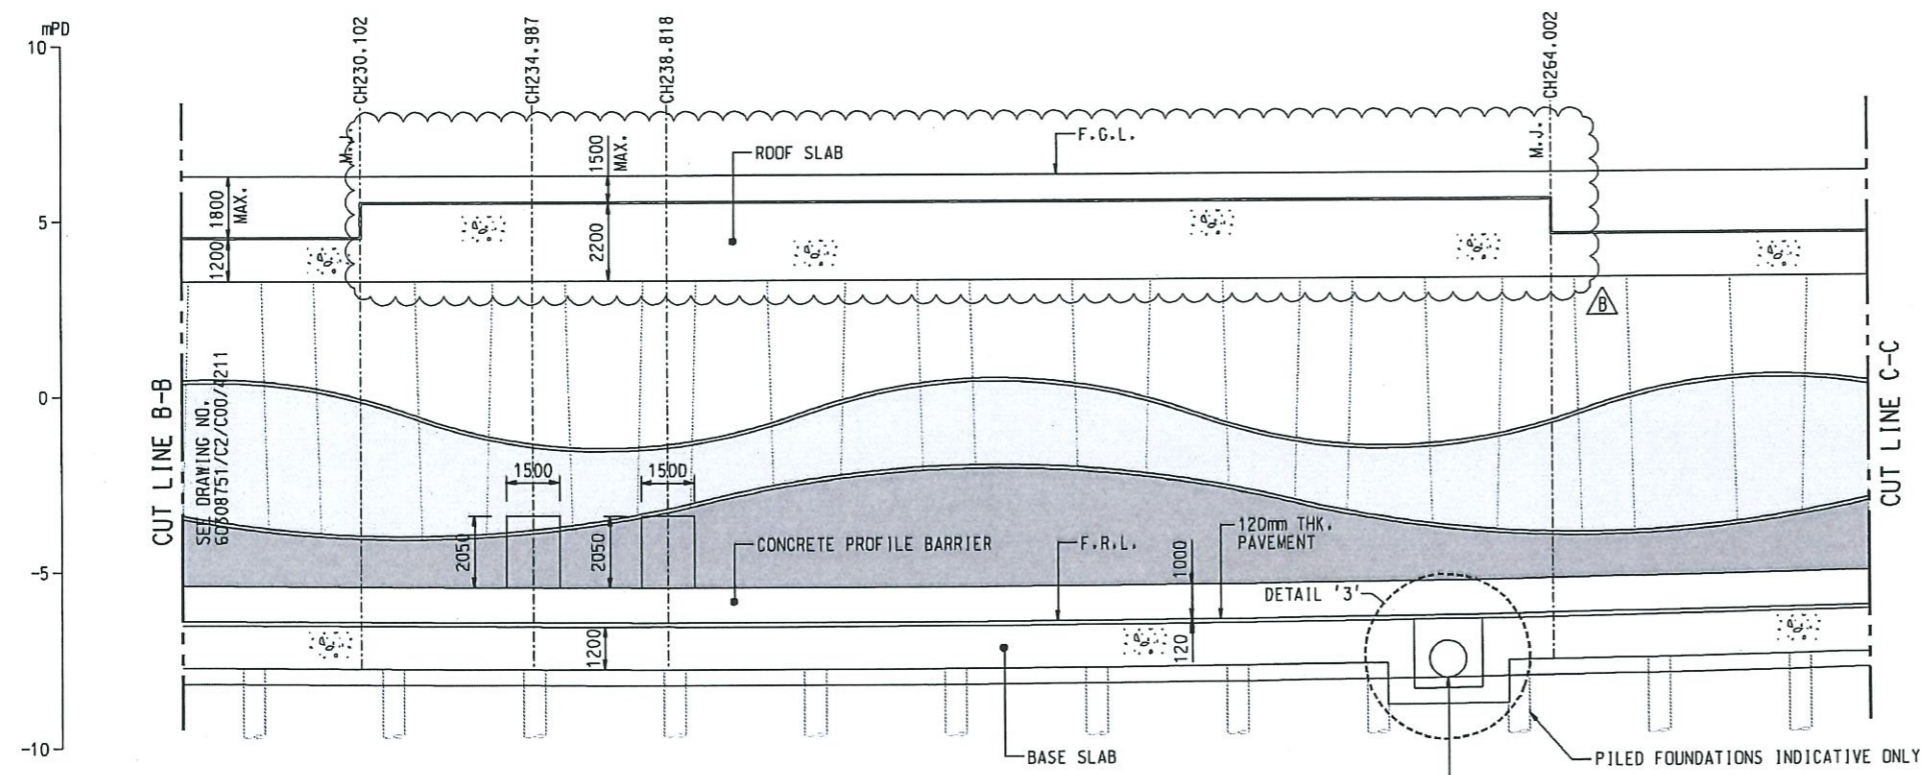 mPD
10
5
0
-5
-10
CH230.102
CH234.987
CH238.818
CH264.002
M.J.
M.J.
1800
MAX.
1200
1500
MAX.
2200
ROOF SLAB
F.G.L.
B
CUT LINE B-B
SEE DRAWING NO.
60308751/C2/C00/4211
CUT LINE C-C
1500
1500
2050
2050
CONCRETE PROFILE BARRIER
F.R.L.
120mm THK.
PAVEMENT
1000
120
DETAIL '3'
1200
BASE SLAB
PILED FOUNDATIONS INDICATIVE ONLY